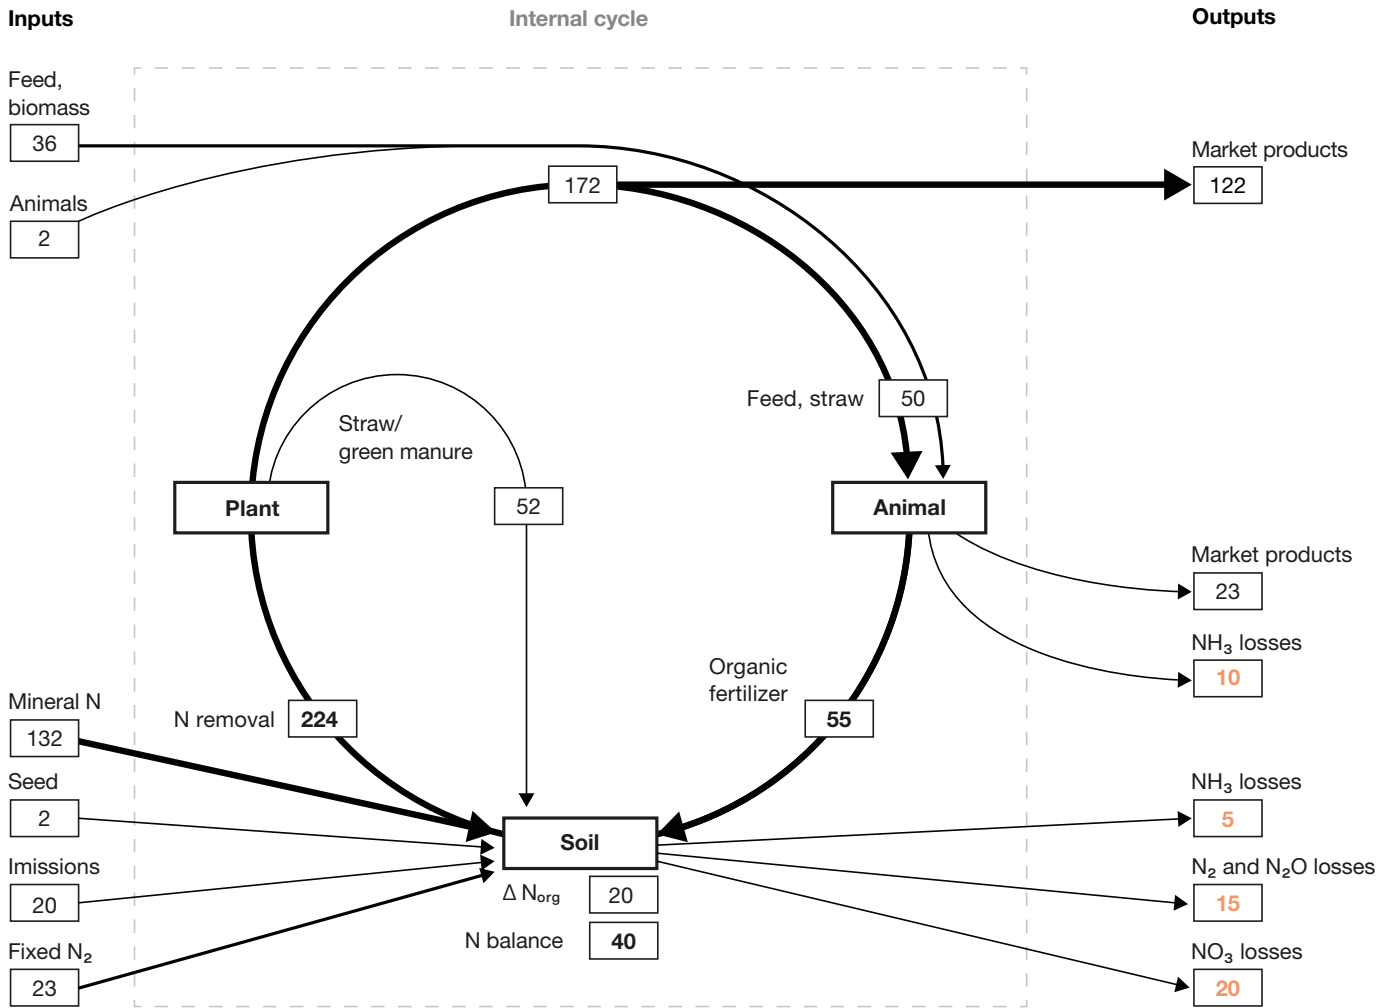 Inputs
Internal cycle
Outputs
Feed,
biomass
36
Animals
2
172
Market products
122
Feed, straw
50
Straw/
green manure
52
Plant
Animal
Market products
23
NH₃ losses
10
Organic
fertilizer
55
N removal
224
Mineral N
132
Seed
2
Imissions
20
Fixed N₂
23
Soil
Δ Norg
20
N balance
40
NH₃ losses
5
N₂ and N₂O losses
15
NO₃ losses
20